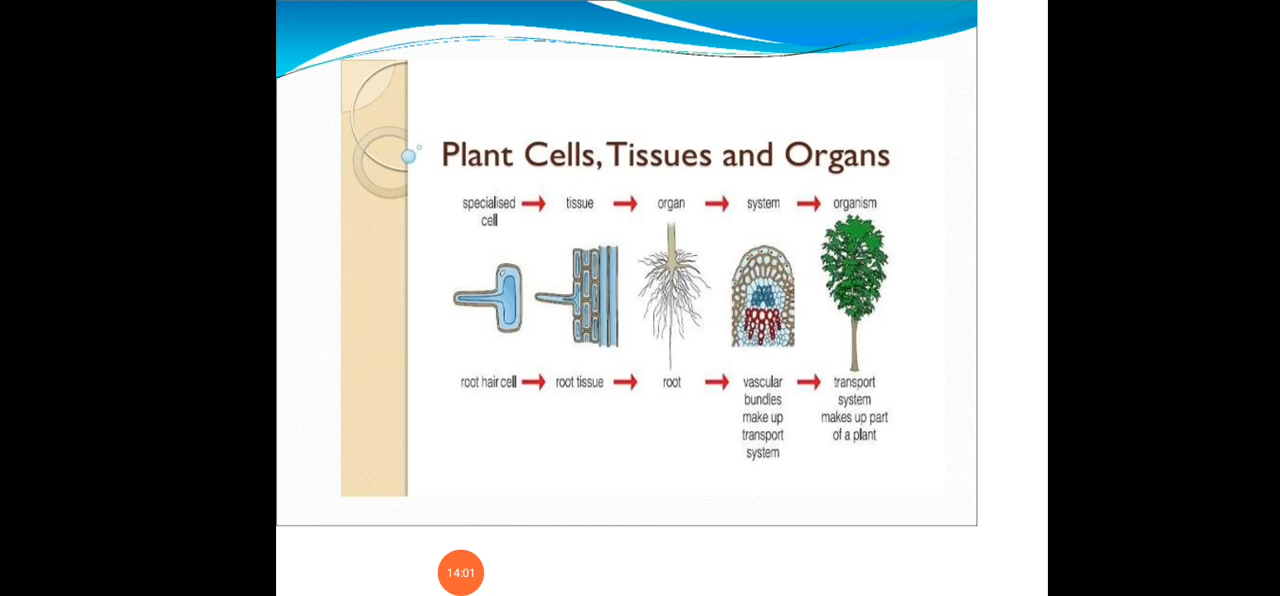 Plant Cells, Tissues and Organs
specialised cell → tissue → organ → system → organism
root hair cell → root tissue → root → vascular bundles make up transport system → transport system makes up part of a plant
14:01